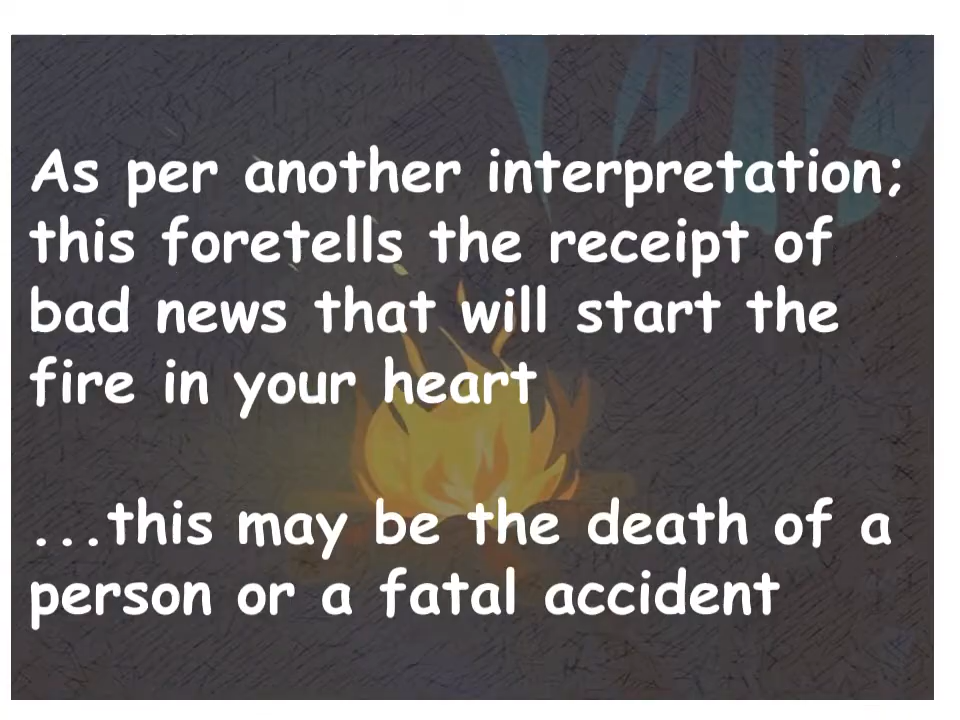 As per another interpretation;
this foretells the receipt of
bad news that will start the
fire in your heart
...this may be the death of a
person or a fatal accident